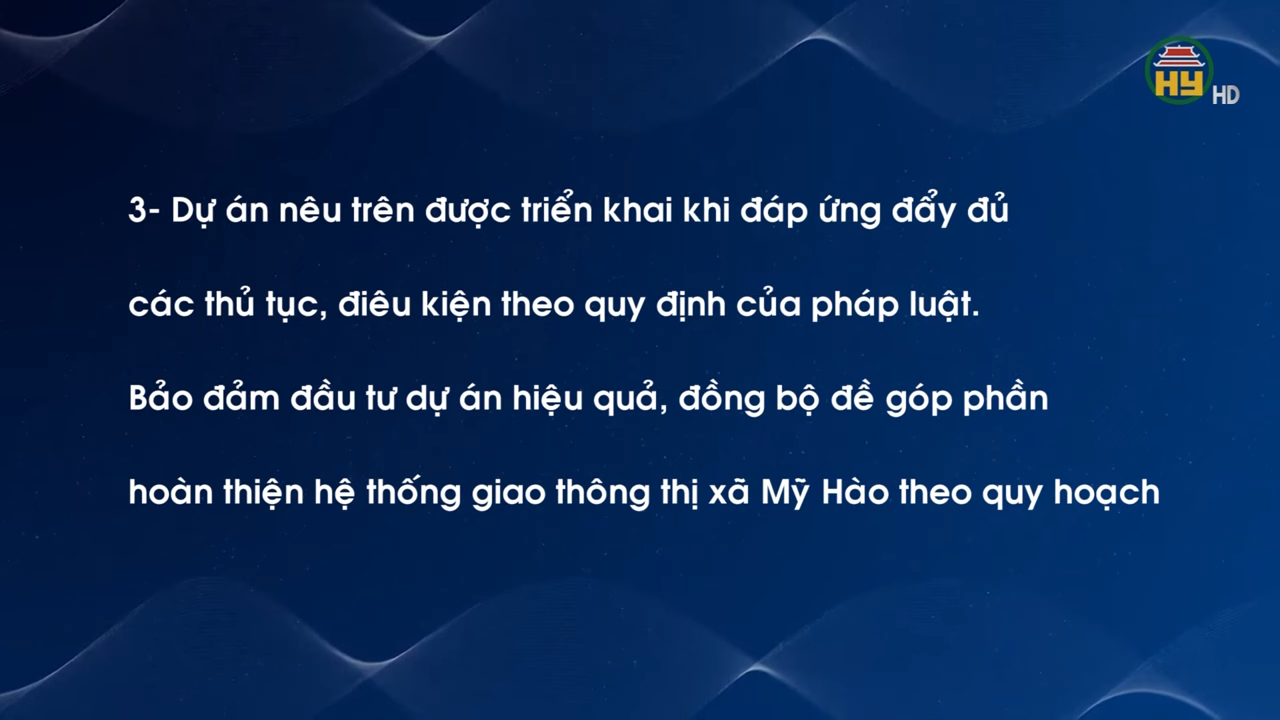 HY HD
3- Dự án nêu trên được triển khai khi đáp ứng đẩy đủ
các thủ tục, điêu kiện theo quy định của pháp luật.
Bảo đảm đầu tư dự án hiệu quả, đồng bộ đề góp phần
hoàn thiện hệ thống giao thông thị xã Mỹ Hào theo quy hoạch